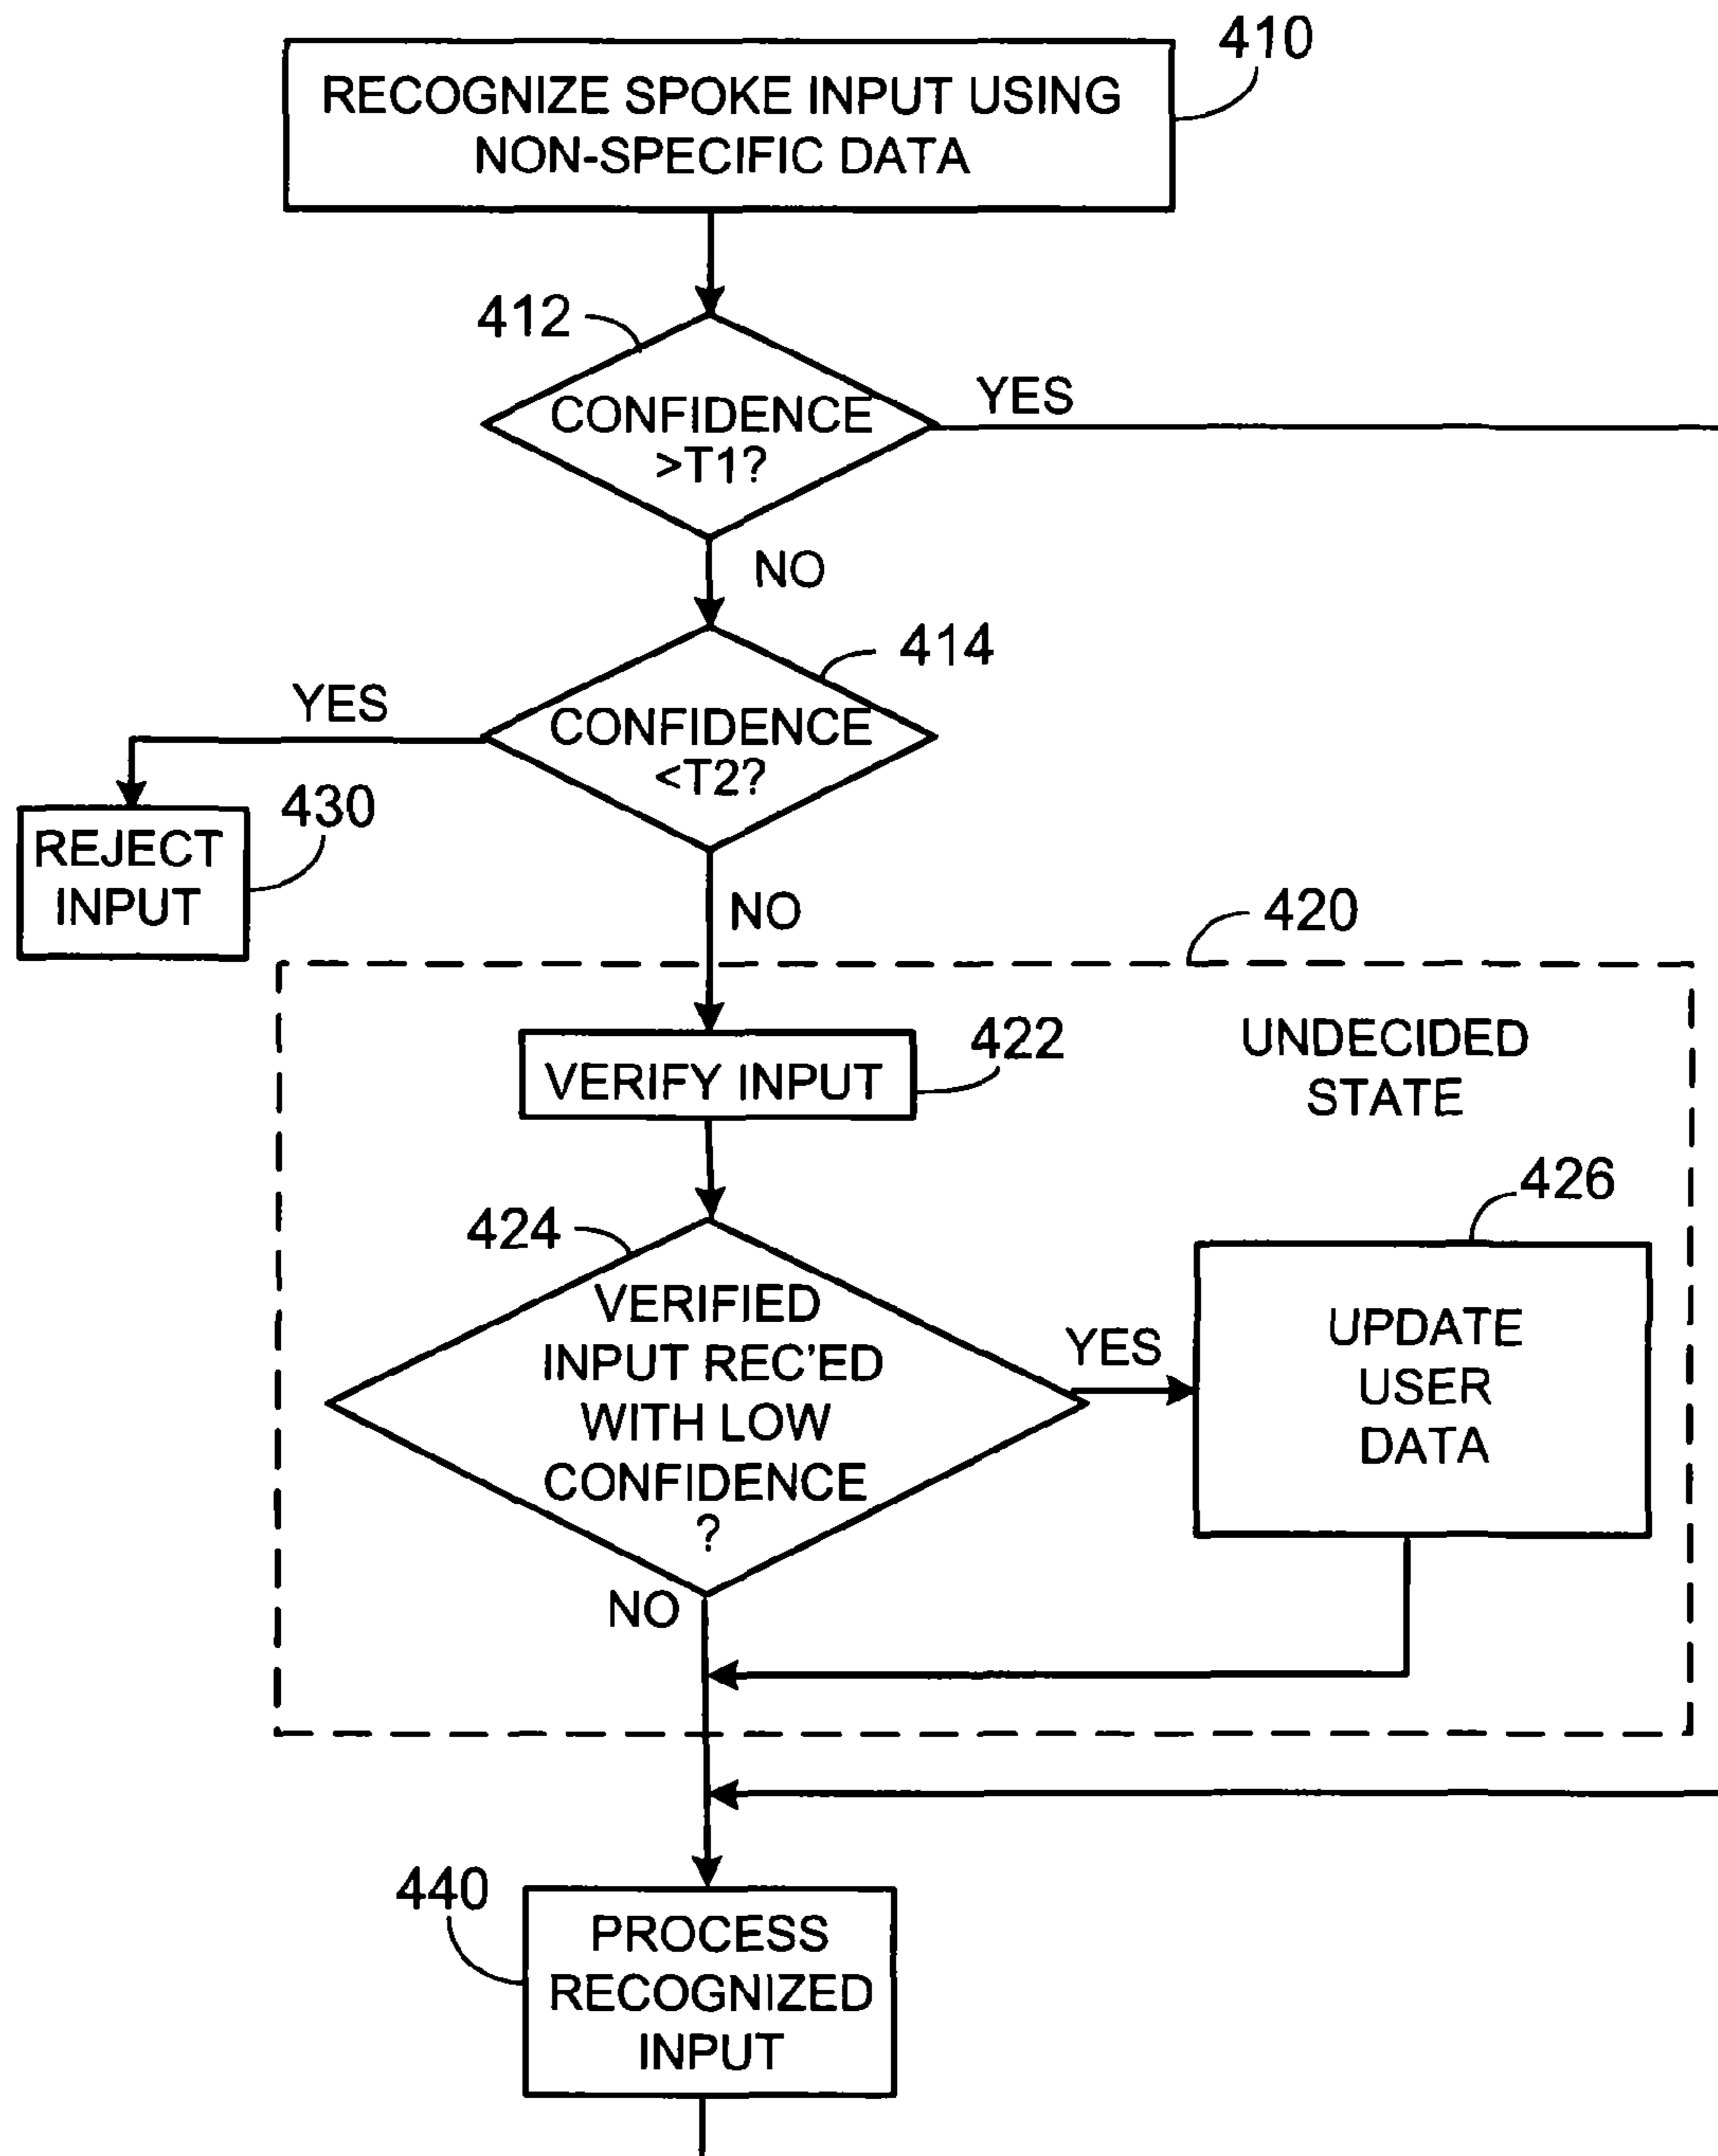 410
RECOGNIZE SPOKE INPUT USING
NON-SPECIFIC DATA
412
CONFIDENCE
>T1?
YES
NO
414
CONFIDENCE
<T2?
YES
430
REJECT
INPUT
NO
420
UNDECIDED
STATE
422
VERIFY INPUT
424
VERIFIED
INPUT REC'ED
WITH LOW
CONFIDENCE
?
YES
426
UPDATE
USER
DATA
NO
440
PROCESS
RECOGNIZED
INPUT